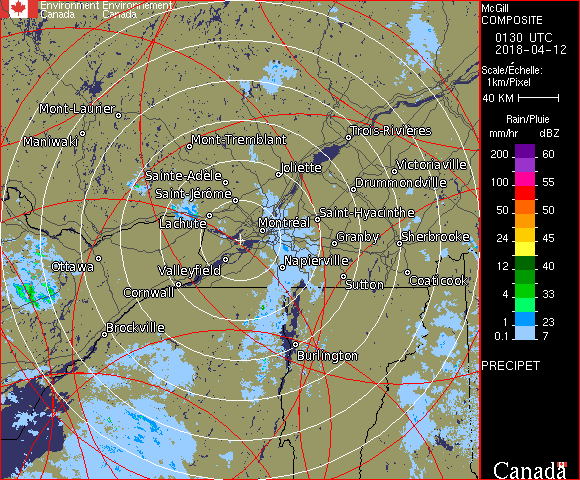 Environment Environnement
Canada Canada
McGill
COMPOSITE
0130 UTC
2018-04-12
Scale/Échelle:
1km/Pixel
40 KM
Rain/Pluie
mm/hr dBZ
200 60
100 55
50 50
24 45
12 40
4 33
1.0 23
0.1 7
PRECIPET
Canada
Mont-Laurier
Maniwaki
Mont-Tremblant
Trois-Rivières
Joliette
Victoriaville
Sainte-Adèle
Drummondville
Saint-Jérôme
Saint-Hyacinthe
Lachute
Montréal
Granby
Sherbrooke
Ottawa
Valleyfield
Napierville
Cornwall
Sutton
Coaticook
Brockville
Burlington